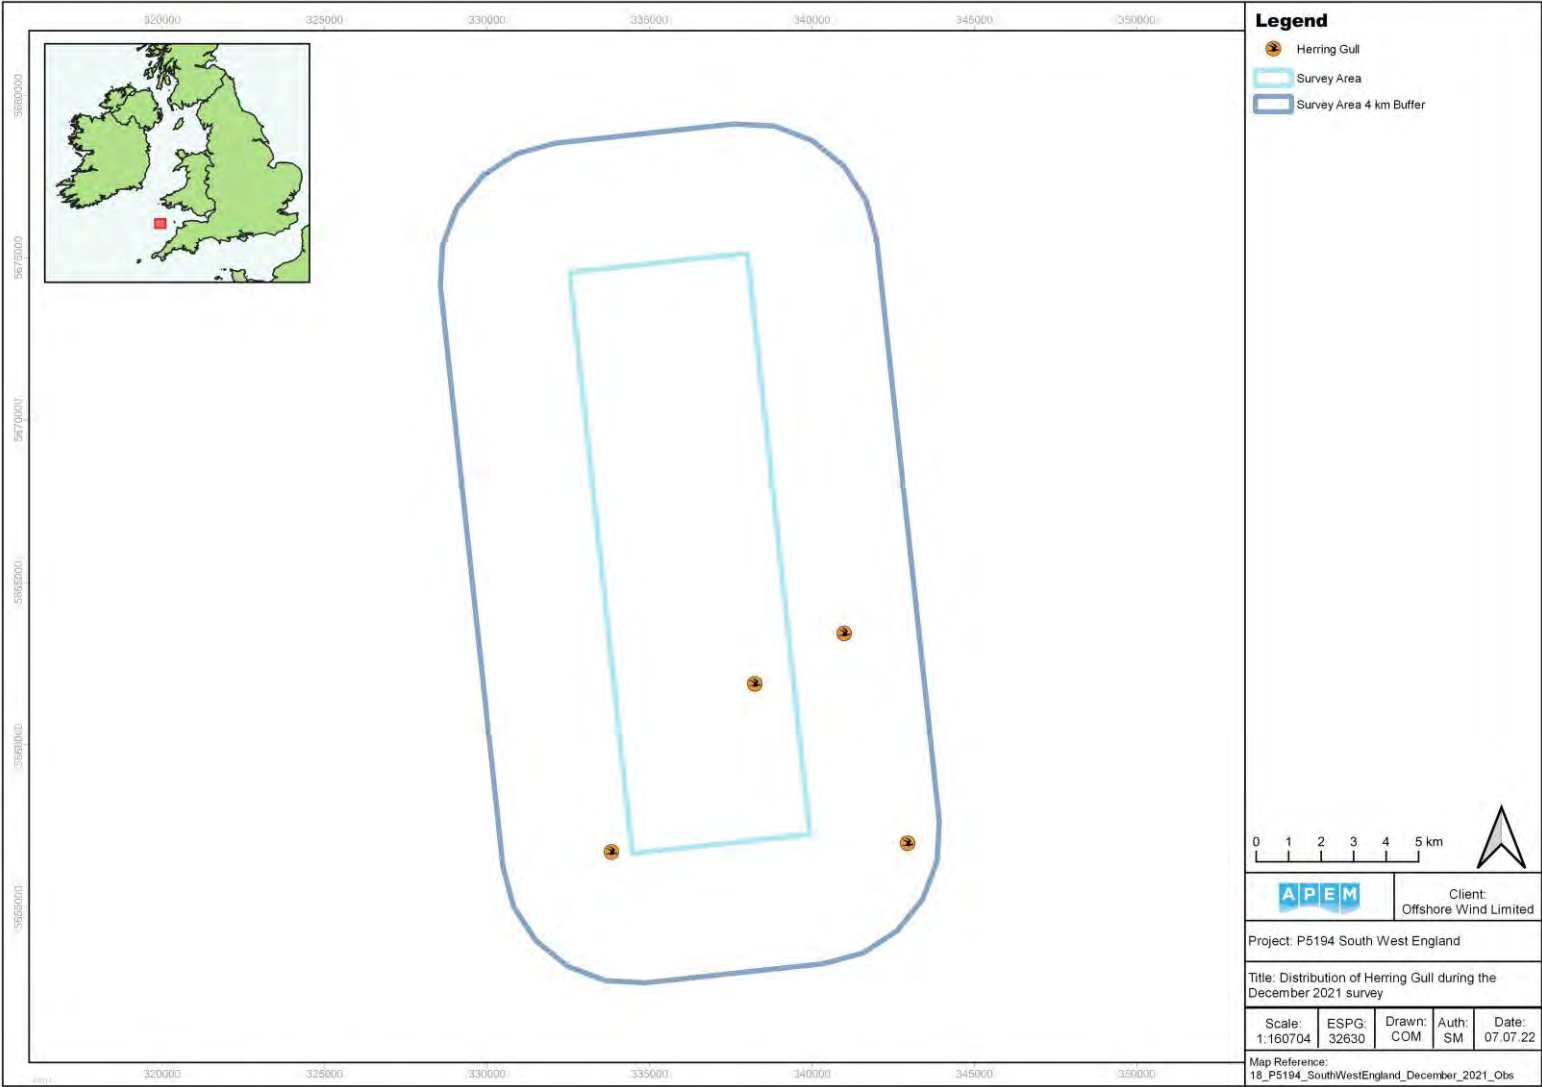 320000 325000 330000 335000 340000 345000 350000
5680000
5675000
5670000
5665000
5660000
5655000
320000 325000 330000 335000 340000 345000 350000
Legend
Herring Gull
Survey Area
Survey Area 4 km Buffer
0 1 2 3 4 5 km
APEM
Client:
Offshore Wind Limited
Project: P5194 South West England
Title: Distribution of Herring Gull during the
December 2021 survey
Scale:
1:160704
ESPG:
32630
Drawn:
COM
Auth:
SM
Date:
07.07.22
Map Reference:
18_P5194_SouthWestEngland_December_2021_Obs